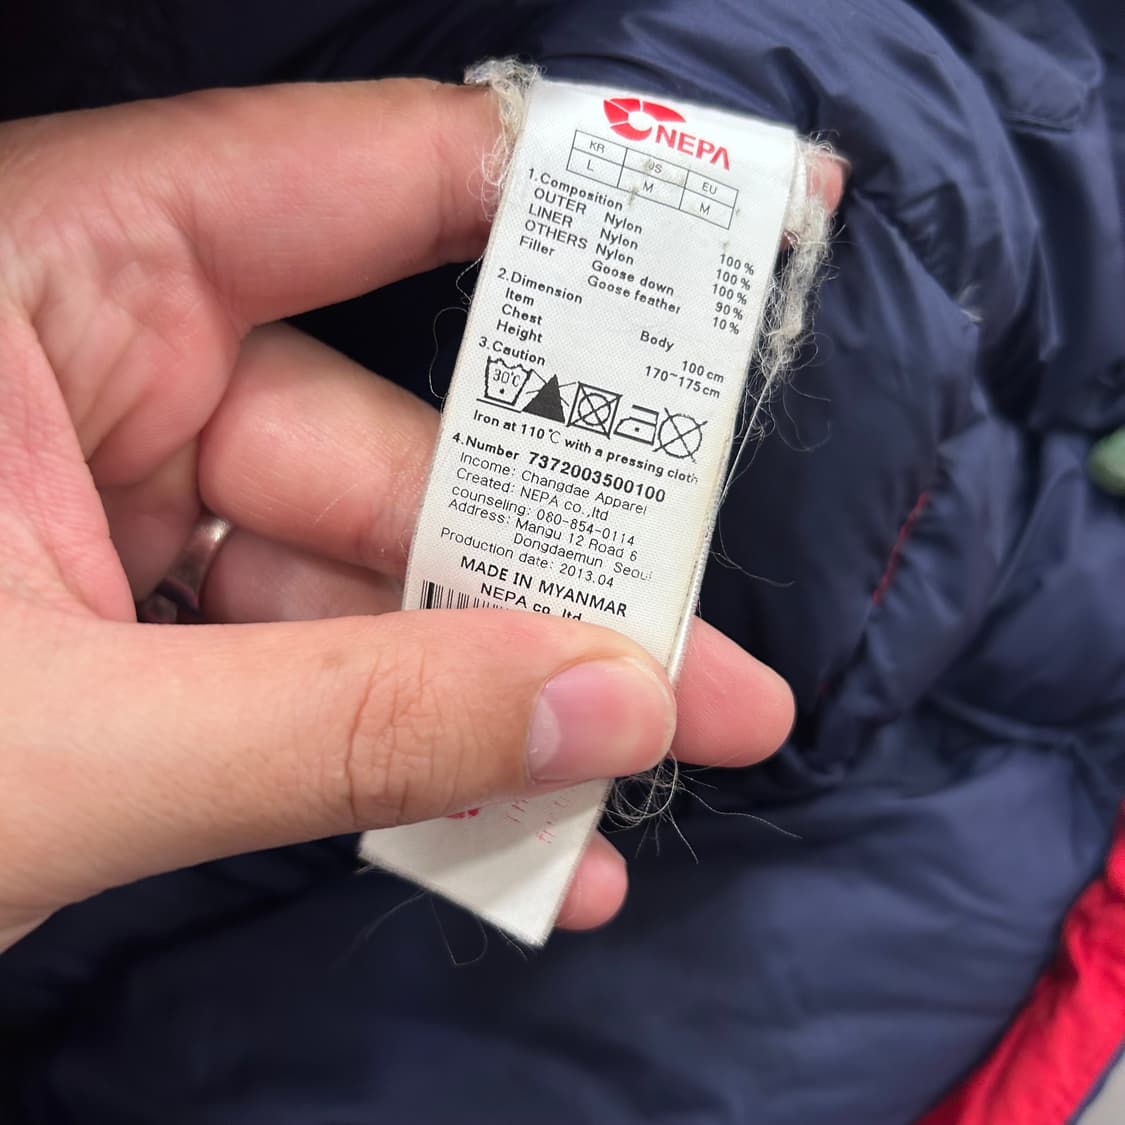 NEPA
KR US EU
L M M
1.Composition
OUTER Nylon 100%
LINER Nylon 100%
OTHERS Nylon 100%
Filler Goose down 90%
Goose feather 10%
2.Dimension
Item Body
Chest 100cm
Height 170~175cm
3.Caution
30℃
Iron at 110℃ with a pressing cloth
4.Number 7372003500100
Income: Changdae Apparel
Created: NEPA co.,ltd
counseling: 080-854-0114
Address: Mangu 12 Road 6
Dongdaemun Seoul
Production date: 2013.04
MADE IN MYANMAR
NEPA co.,ltd